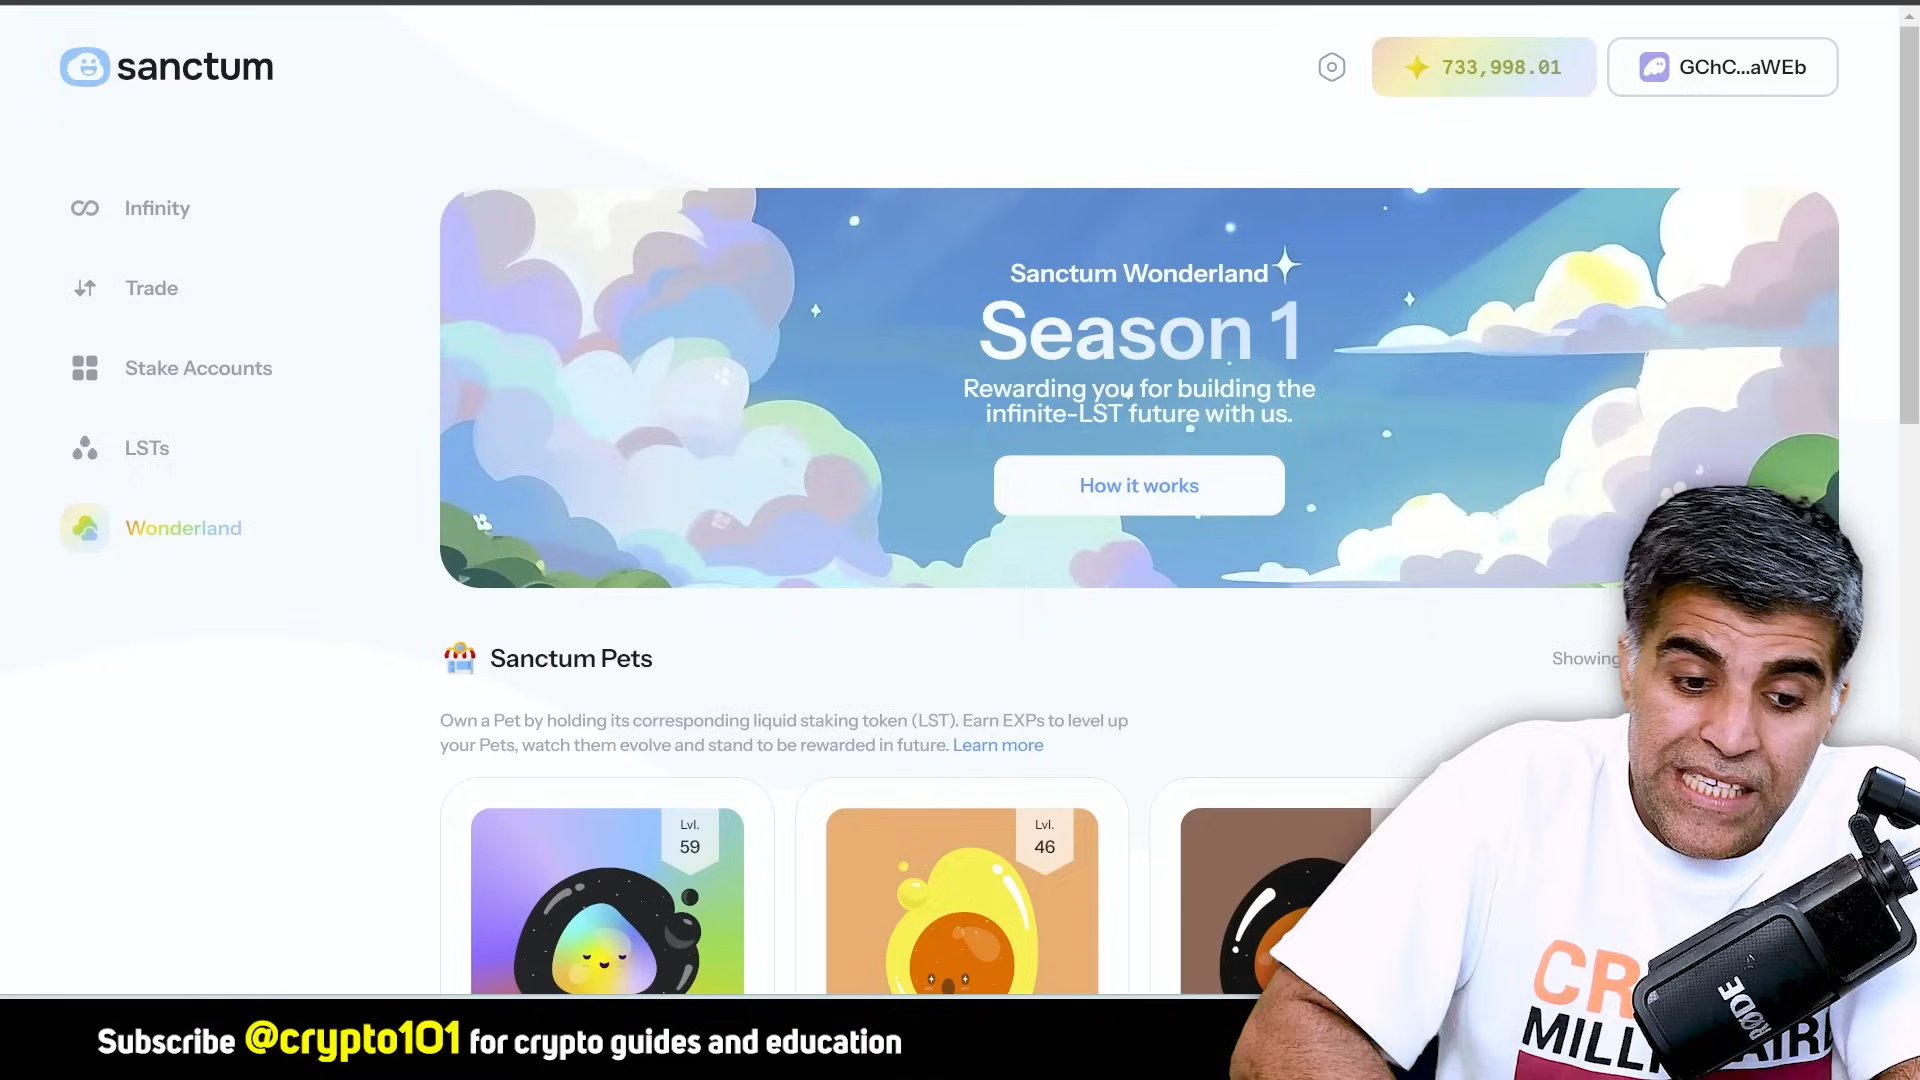 sanctum
733,998.01
GChC...aWEb
Infinity
Trade
Stake Accounts
LSTs
Wonderland
Sanctum Wonderland
Season 1
Rewarding you for building the
infinite-LST future with us.
How it works
Sanctum Pets
Showing
Own a Pet by holding its corresponding liquid staking token (LST). Earn EXPs to level up
your Pets, watch them evolve and stand to be rewarded in future. Learn more
Lvl.
59
Lvl.
46
RØDE
Subscribe @crypto101 for crypto guides and education